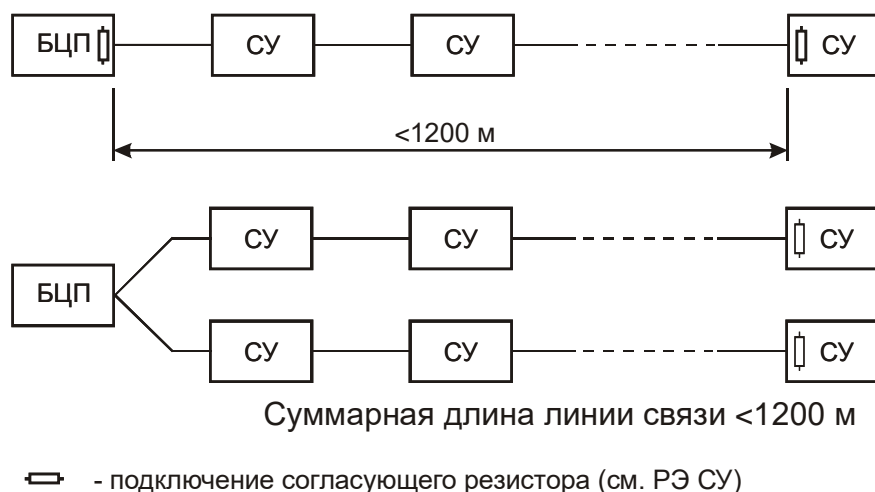 БЦП СУ СУ СУ
<1200 м
СУ СУ СУ
БЦП
СУ СУ СУ
Суммарная длина линии связи <1200 м
- подключение согласующего резистора (см. РЭ СУ)